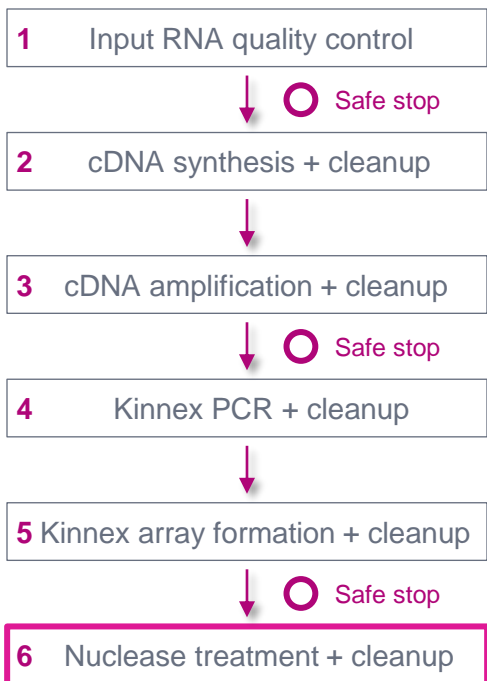 1 Input RNA quality control
Safe stop
2 cDNA synthesis + cleanup
3 cDNA amplification + cleanup
Safe stop
4 Kinnex PCR + cleanup
5 Kinnex array formation + cleanup
Safe stop
6 Nuclease treatment + cleanup